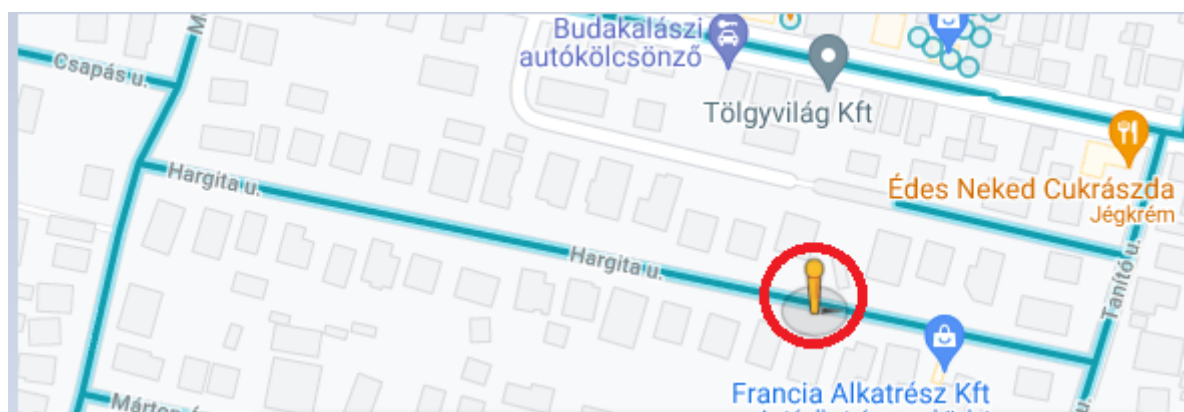 Budakalászi
autókölcsönző
Csapás u.
Tölgyvilág Kft
Hargita u.
Édes Neked Cukrászda
Jégkrém
Hargita u.
Tanító u.
Francia Alkatrész Kft